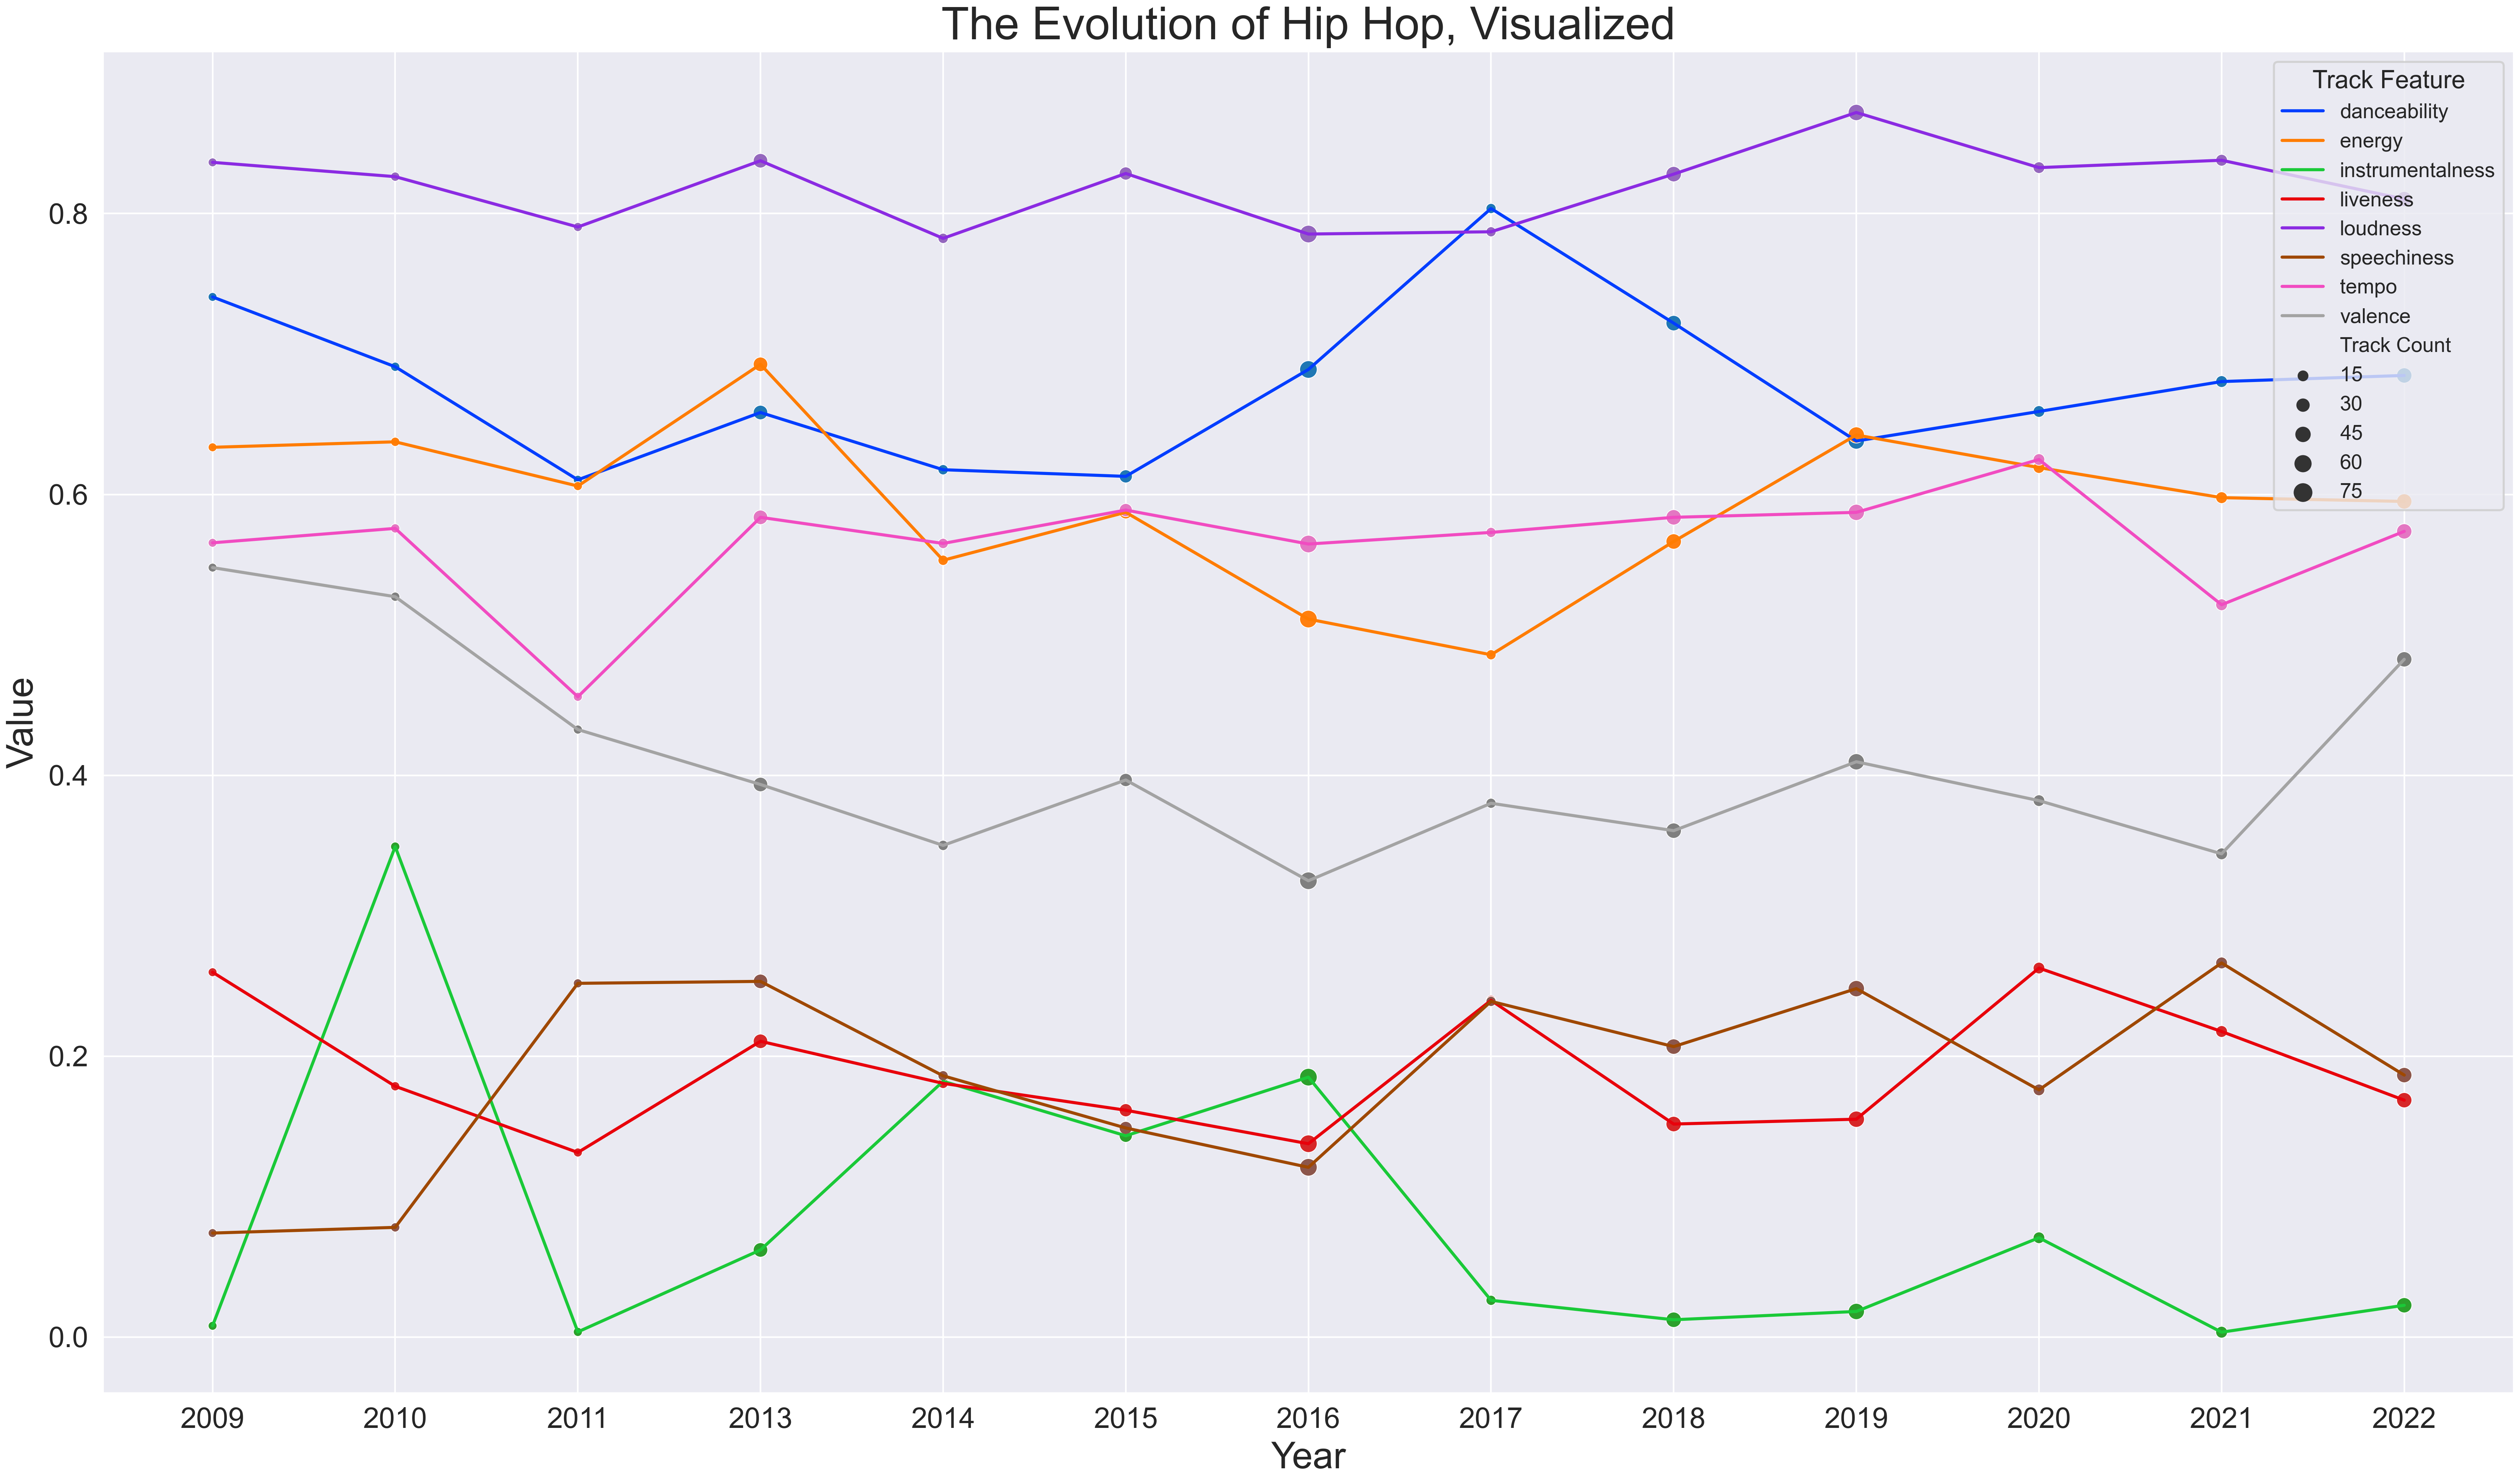 The Evolution of Hip Hop, Visualized
Track Feature
danceability
energy
instrumentalness
liveness
loudness
speechiness
tempo
valence
Track Count
15
30
45
60
75
Value
0.8
0.6
0.4
0.2
0.0
2009 2010 2011 2013 2014 2015 2016 2017 2018 2019 2020 2021 2022
Year